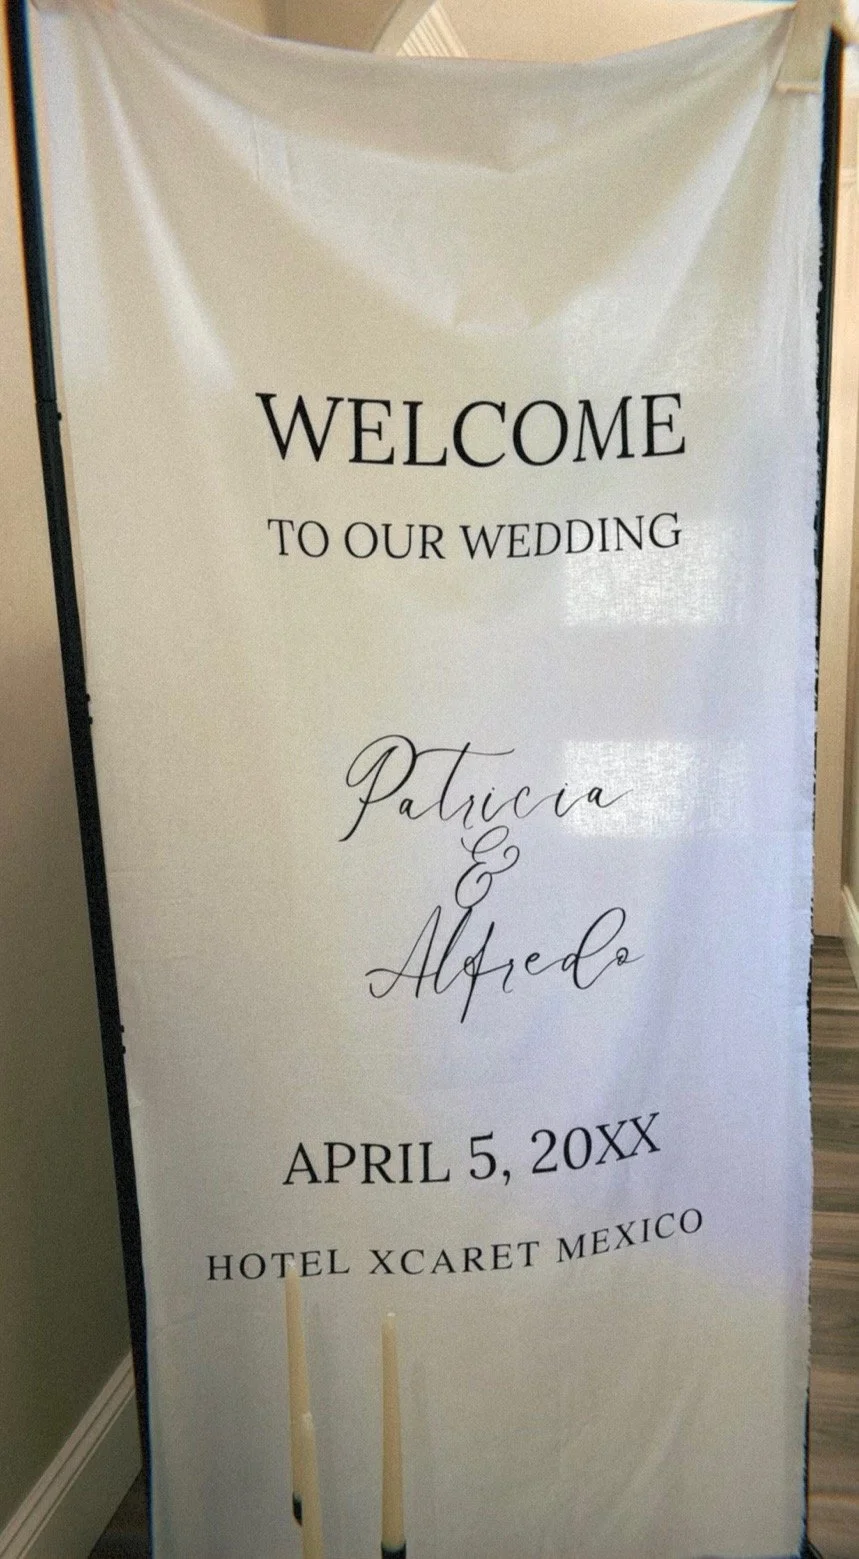 WELCOME
TO OUR WEDDING
Patricia
&
Alfredo
APRIL 5, 20XX
HOTEL XCARET MEXICO